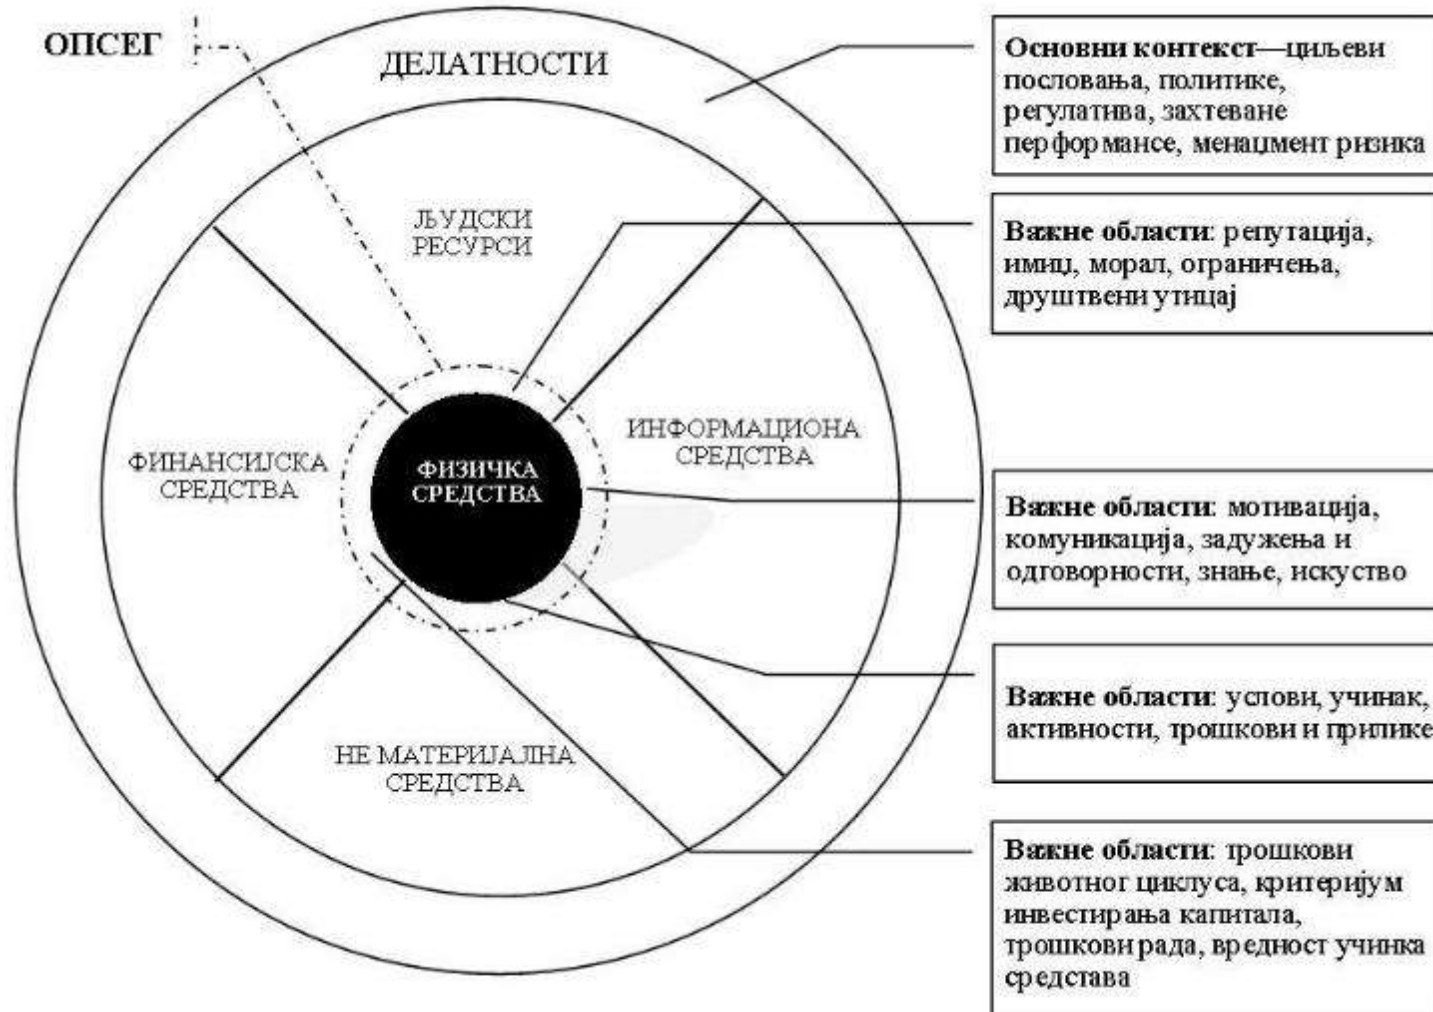 ОПСЕГ
ДЕЛАТНОСТИ
ЉУДСКИ
РЕСУРСИ
ФИНАНСИЈСКА
СРЕДСТВА
ФИЗИЧКА
СРЕДСТВА
ИНФОРМАЦИОНА
СРЕДСТВА
НЕ МАТЕРИЈАЛНА
СРЕДСТВА
Основни контекст—циљеви
пословања, политике,
регулатива, захтеване
перформансе, менаџмент ризика
Важне области: репутација,
имиџ, морал, ограничења,
друштвени утицај
Важне области: мотивација,
комуникација, задужења и
одговорности, знање, искуство
Важне области: услови, учинак,
активности, трошкови и прилике
Важне области: трошкови
животног циклуса, критеријум
инвестирања капитала,
трошкови рада, вредност учинка
средстава